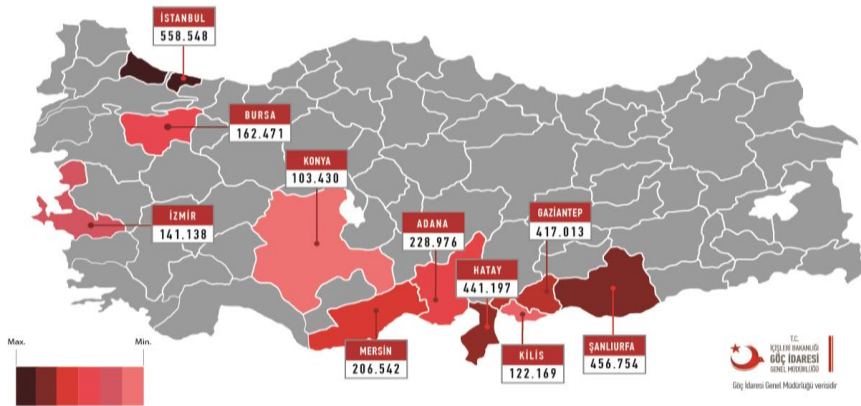 İSTANBUL
558.548
BURSA
162.471
KONYA
103.430
İZMİR
141.138
ADANA
228.976
GAZİANTEP
417.013
HATAY
441.197
MERSİN
206.542
KİLİS
122.169
ŞANLIURFA
456.754
Max.
Min.
T.C.
İÇİŞLERİ BAKANLIĞI
GÖÇ İDARESİ
GENEL MÜDÜRLÜĞÜ
Göç İdaresi Genel Müdürlüğü verisidir